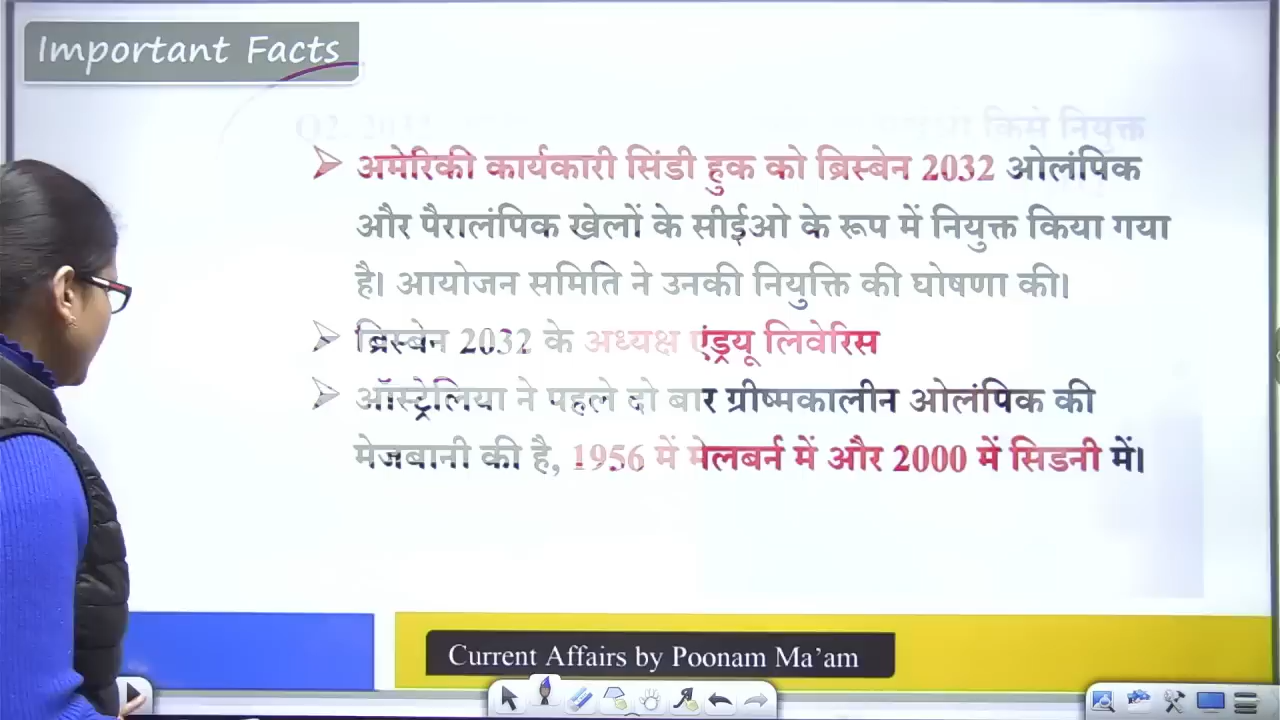 Important Facts
किसे नियुक्त
अमेरिकी कार्यकारी सिंडी हुक को ब्रिस्बेन 2032 ओलंपिक
और पैरालंपिक खेलों के सीईओ के रूप में नियुक्त किया गया
है। आयोजन समिति ने उनकी नियुक्ति की घोषणा की।
ब्रिस्बेन 2032 के अध्यक्ष एंड्रयू लिवेरिस
ऑस्ट्रेलिया ने पहले दो बार ग्रीष्मकालीन ओलंपिक की
मेजबानी की है, 1956 में मेलबर्न में और 2000 में सिडनी में।
Current Affairs by Poonam Ma'am